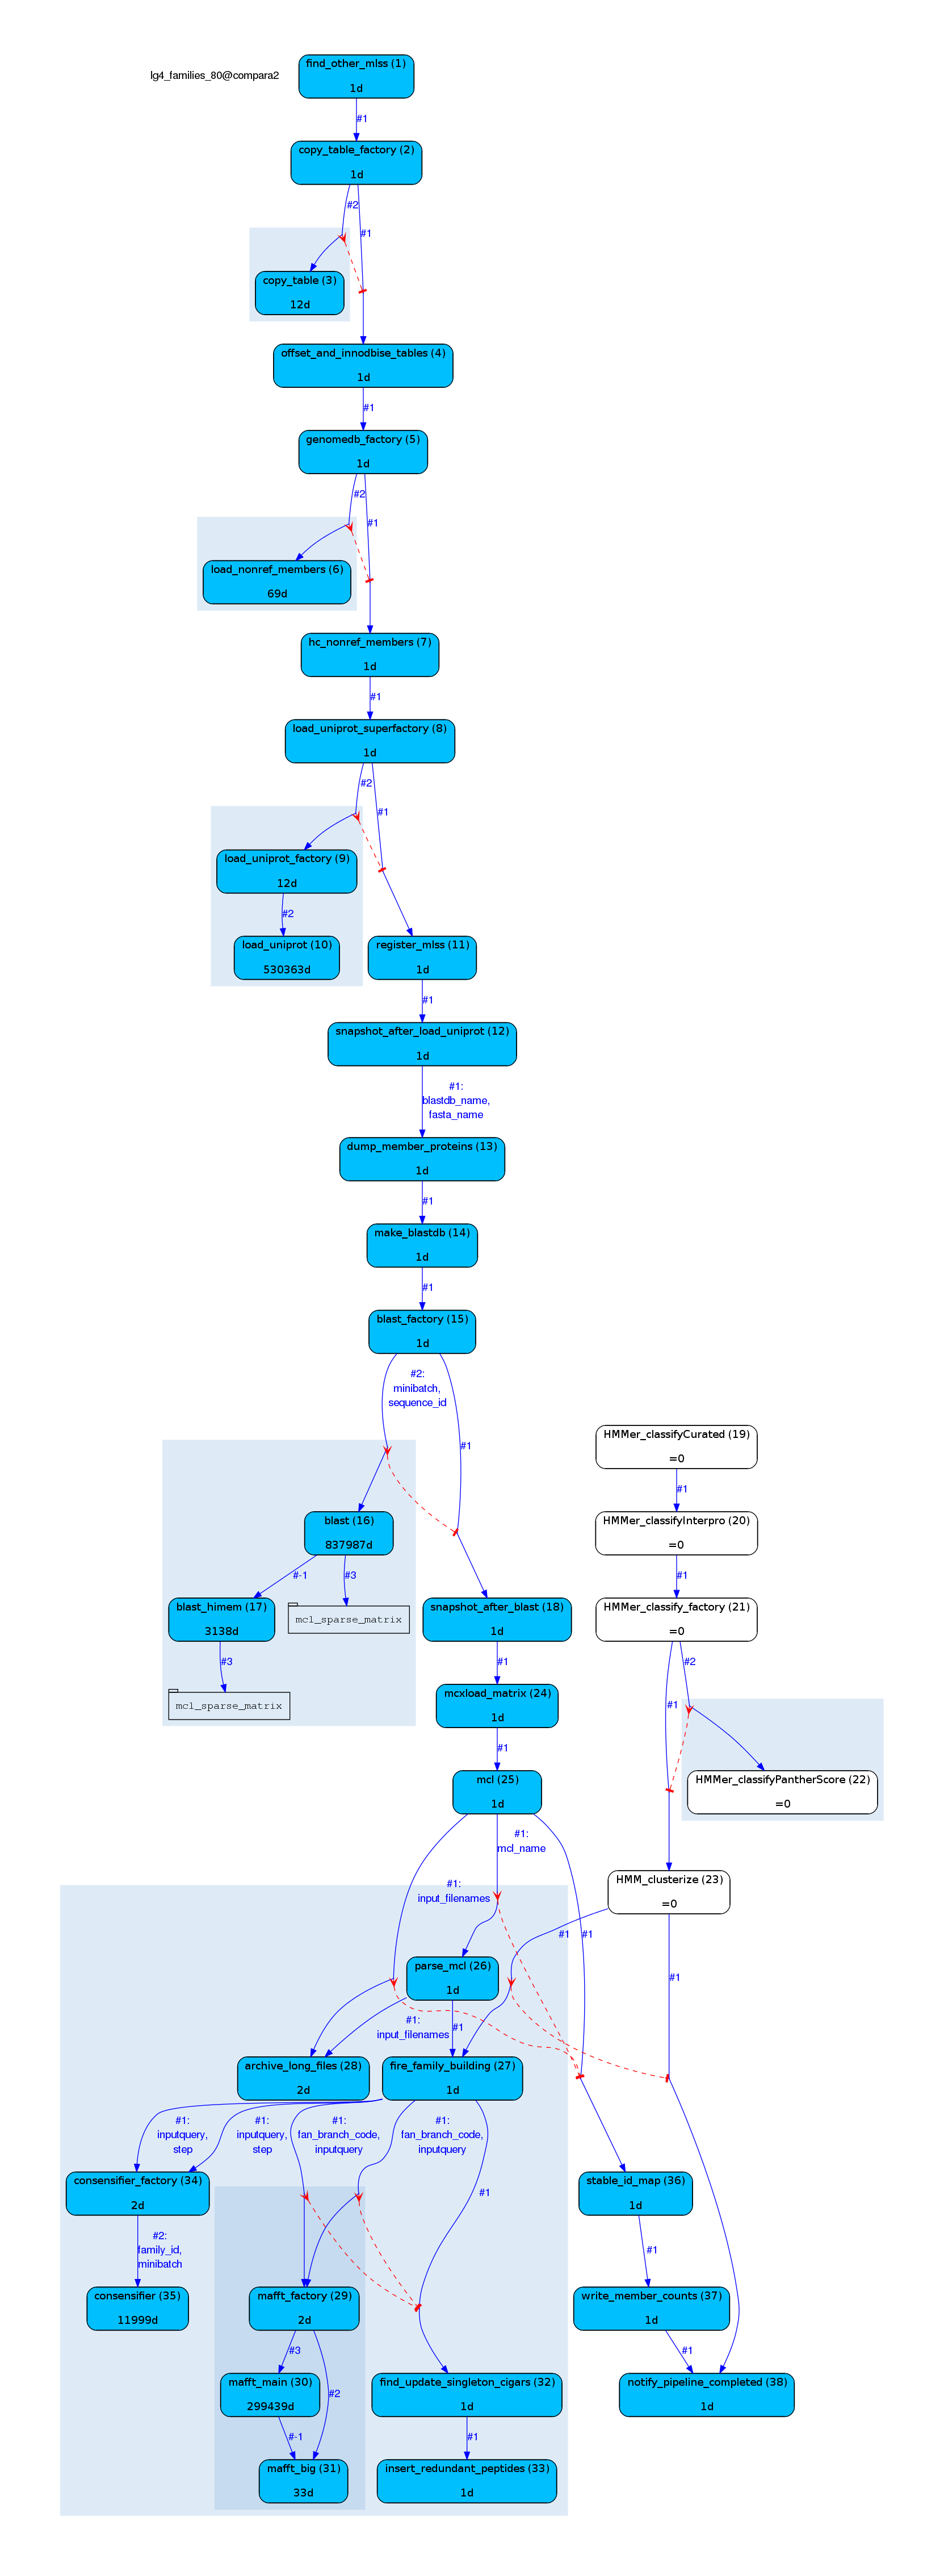 lg4_families_80@compara2
find_other_mlss (1)
1d
#1
copy_table_factory (2)
1d
#2
#1
copy_table (3)
12d
offset_and_innodbise_tables (4)
1d
#1
genomedb_factory (5)
1d
#2
#1
load_nonref_members (6)
69d
hc_nonref_members (7)
1d
#1
load_uniprot_superfactory (8)
1d
#2
#1
load_uniprot_factory (9)
12d
#2
load_uniprot (10)
530363d
register_mlss (11)
1d
#1
snapshot_after_load_uniprot (12)
1d
#1:
blastdb_name,
fasta_name
dump_member_proteins (13)
1d
#1
make_blastdb (14)
1d
#1
blast_factory (15)
1d
#2:
minibatch,
sequence_id
#1
blast (16)
837987d
#-1
#3
blast_himem (17)
3138d
mcl_sparse_matrix
#3
mcl_sparse_matrix
HMMer_classifyCurated (19)
=0
#1
HMMer_classifyInterpro (20)
=0
#1
HMMer_classify_factory (21)
=0
#2
#1
HMMer_classifyPantherScore (22)
=0
snapshot_after_blast (18)
1d
#1
mcxload_matrix (24)
1d
#1
mcl (25)
1d
#1:
mcl_name
#1:
input_filenames
#1
HMM_clusterize (23)
=0
#1
#1
parse_mcl (26)
1d
#1:
input_filenames
#1
archive_long_files (28)
2d
fire_family_building (27)
1d
#1:
inputquery,
step
#1:
inputquery,
step
#1:
fan_branch_code,
inputquery
#1:
fan_branch_code,
inputquery
#1
consensifier_factory (34)
2d
#2:
family_id,
minibatch
consensifier (35)
11999d
mafft_factory (29)
2d
#3
#2
mafft_main (30)
299439d
#-1
mafft_big (31)
33d
find_update_singleton_cigars (32)
1d
#1
insert_redundant_peptides (33)
1d
stable_id_map (36)
1d
#1
write_member_counts (37)
1d
#1
notify_pipeline_completed (38)
1d